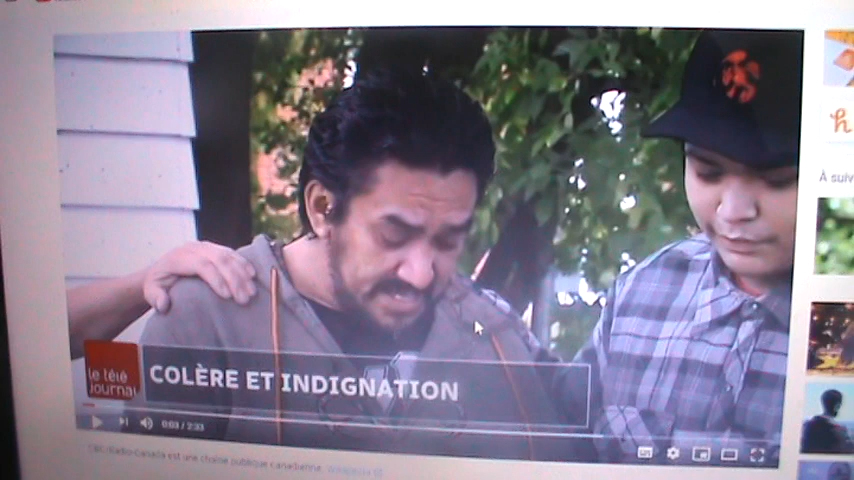 le télé
journal
COLÈRE ET INDIGNATION
0:03 / 2:33
CBC/Radio-Canada est une chaîne publique canadienne. Wikipédia
À suiv
h